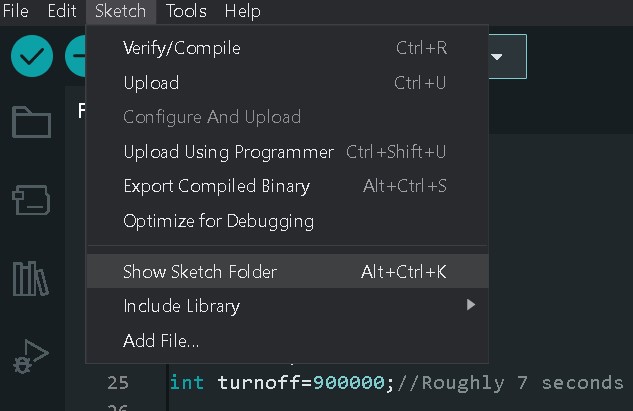 File Edit Sketch Tools Help
Verify/Compile Ctrl+R
Upload Ctrl+U
Configure And Upload
Upload Using Programmer Ctrl+Shift+U
Export Compiled Binary Alt+Ctrl+S
Optimize for Debugging
Show Sketch Folder Alt+Ctrl+K
Include Library
Add File...
25 int turnoff=900000;//Roughly 7 seconds
26